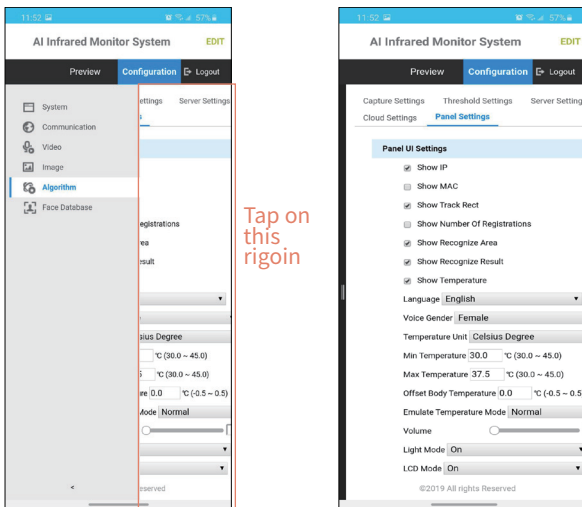 11:52 57%
AI Infrared Monitor System EDIT
Preview Configuration Logout
System
Communication
Video
Image
Algorithm
Face Database
<
ettings Server Settings
s
egistrations
rea
esult
sius Degree
°C (30.0 ~ 45.0)
5 °C (30.0 ~ 45.0)
re 0.0 °C (-0.5 ~ 0.5)
Mode Normal
eserved
Tap on
this
rigoin
11:52 57%
AI Infrared Monitor System EDIT
Preview Configuration Logout
Capture Settings Threshold Settings Server Setting
Cloud Settings Panel Settings
Panel UI Settings
Show IP
Show MAC
Show Track Rect
Show Number Of Registrations
Show Recognize Area
Show Recognize Result
Show Temperature
Language English
Voice Gender Female
Temperature Unit Celsius Degree
Min Temperature 30.0 °C (30.0 ~ 45.0)
Max Temperature 37.5 °C (30.0 ~ 45.0)
Offset Body Temperature 0.0 °C (-0.5 ~ 0.5)
Emulate Temperature Mode Normal
Volume
Light Mode On
LCD Mode On
©2019 All rights Reserved